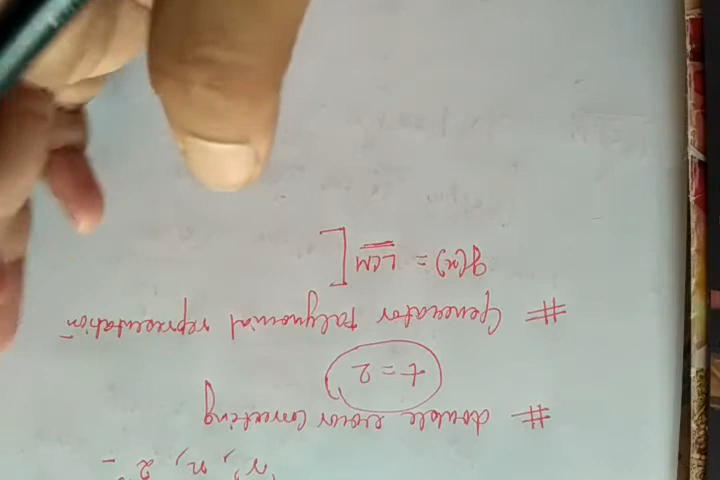 # double error correcting
t = 2
# Generator Polynomial representation
g(x) = LCM [